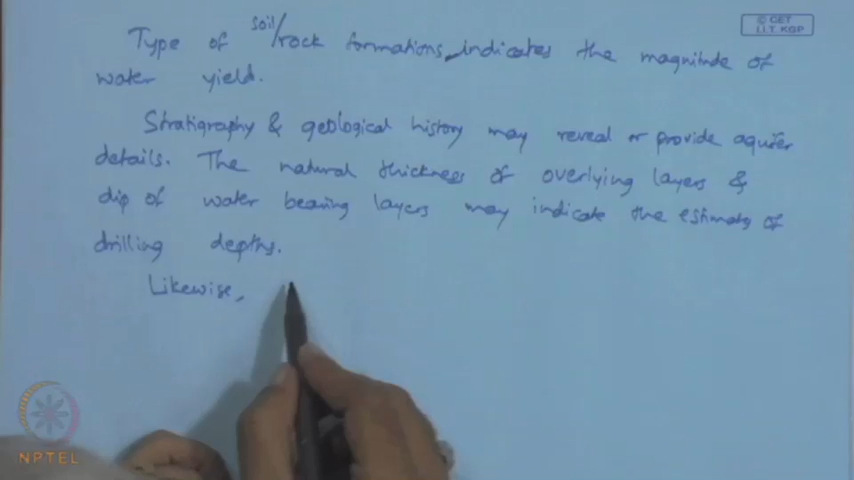 Type of soil/rock formations indicates the magnitude of
water yield.
Stratigraphy & geological history may reveal or provide aquifer
details. The natural thickness of overlying layers &
dip of water bearing layers may indicate the estimate of
drilling depths.
Likewise,
© CET
I.I.T. KGP
NPTEL